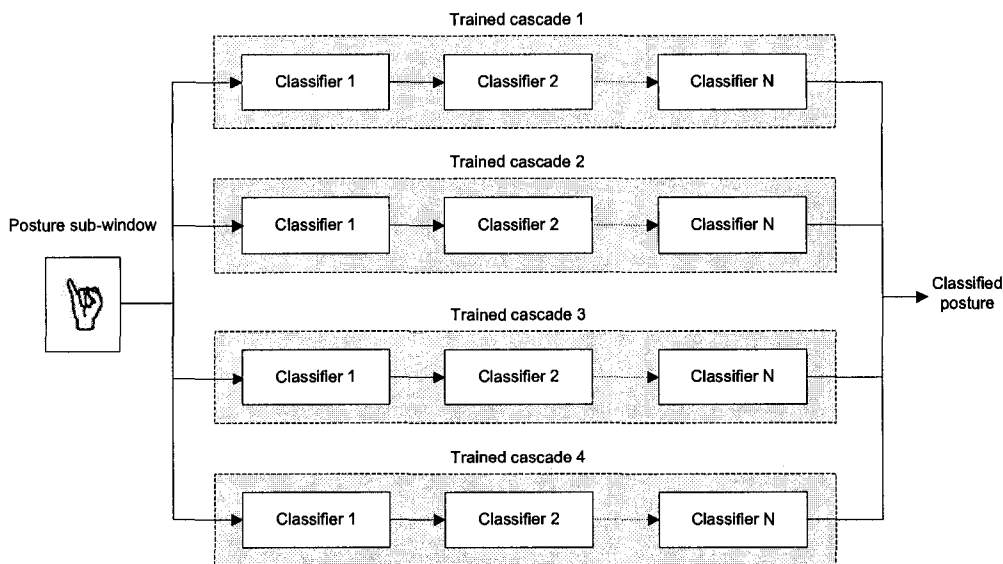 Trained cascade 1
Classifier 1
Classifier 2
Classifier N
Trained cascade 2
Classifier 1
Classifier 2
Classifier N
Posture sub-window
Classified
posture
Trained cascade 3
Classifier 1
Classifier 2
Classifier N
Trained cascade 4
Classifier 1
Classifier 2
Classifier N